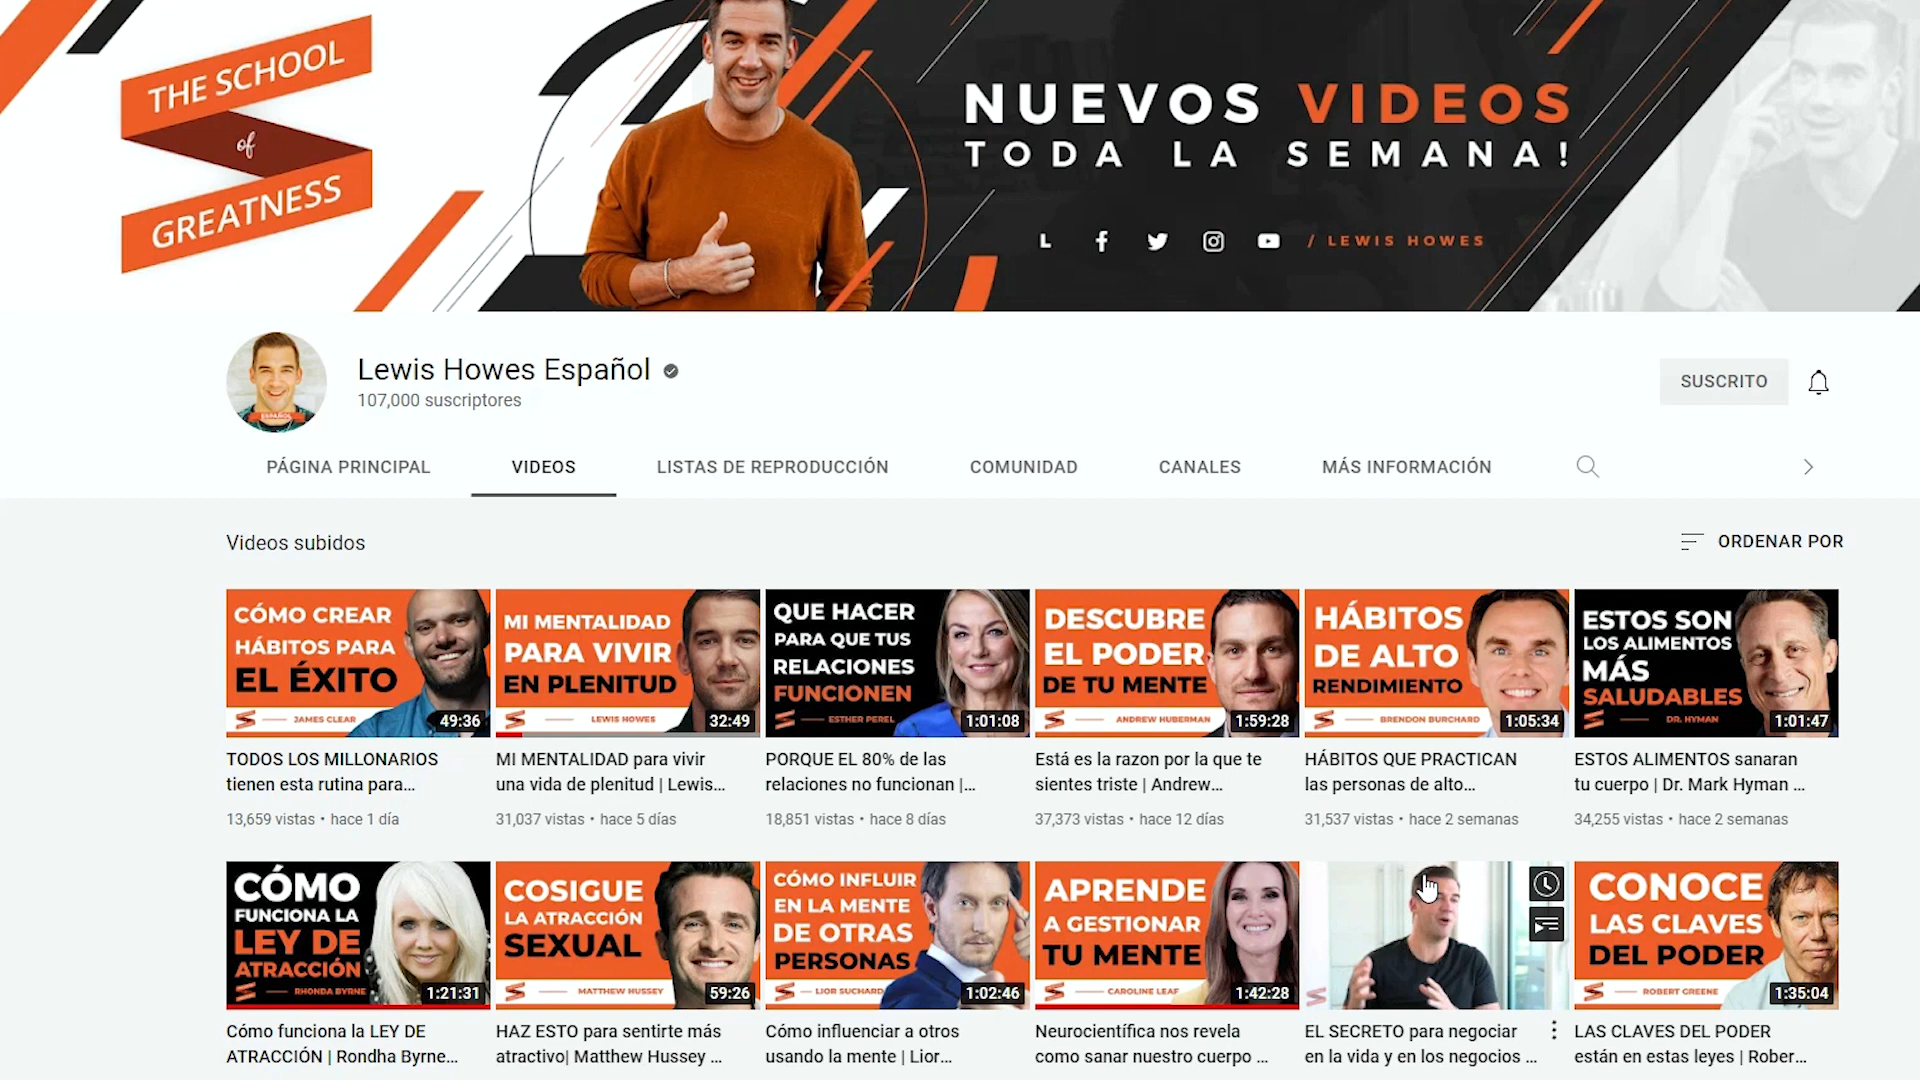 THE SCHOOL
of
GREATNESS
NUEVOS VIDEOS
TODA LA SEMANA!
L / LEWIS HOWES
Lewis Howes Español
107,000 suscriptores
SUSCRITO
PÁGINA PRINCIPAL VIDEOS LISTAS DE REPRODUCCIÓN COMUNIDAD CANALES MÁS INFORMACIÓN
Videos subidos
ORDENAR POR
CÓMO CREAR
HÁBITOS PARA
EL ÉXITO
JAMES CLEAR
49:36
TODOS LOS MILLONARIOS
tienen esta rutina para...
13,659 vistas • hace 1 día
MI MENTALIDAD
PARA VIVIR
EN PLENITUD
LEWIS HOWES
32:49
MI MENTALIDAD para vivir
una vida de plenitud | Lewis...
31,037 vistas • hace 5 días
QUE HACER
PARA QUE TUS
RELACIONES
FUNCIONEN
ESTHER PEREL
1:01:08
PORQUE EL 80% de las
relaciones no funcionan |...
18,851 vistas • hace 8 días
DESCUBRE
EL PODER
DE TU MENTE
ANDREW HUBERMAN
1:59:28
Está es la razon por la que te
sientes triste | Andrew...
37,373 vistas • hace 12 días
HÁBITOS
DE ALTO
RENDIMIENTO
BRENDON BURCHARD
1:05:34
HÁBITOS QUE PRACTICAN
las personas de alto...
31,537 vistas • hace 2 semanas
ESTOS SON
LOS ALIMENTOS
MÁS
SALUDABLES
DR. HYMAN
1:01:47
ESTOS ALIMENTOS sanaran
tu cuerpo | Dr. Mark Hyman ...
34,255 vistas • hace 2 semanas
CÓMO
FUNCIONA LA
LEY DE
ATRACCIÓN
RHONDA BYRNE
1:21:31
Cómo funciona la LEY DE
ATRACCIÓN | Rondha Byrne...
COSIGUE
LA ATRACCIÓN
SEXUAL
MATTHEW HUSSEY
59:26
HAZ ESTO para sentirte más
atractivo| Matthew Hussey ...
CÓMO INFLUIR
EN LA MENTE
DE OTRAS
PERSONAS
LIOR SUCHARD
1:02:46
Cómo influenciar a otros
usando la mente | Lior...
APRENDE
A GESTIONAR
TU MENTE
CAROLINE LEAF
1:42:28
Neurocientífica nos revela
como sanar nuestro cuerpo ...
EL SECRETO para negociar
en la vida y en los negocios ...
CONOCE
LAS CLAVES
DEL PODER
ROBERT GREENE
1:35:04
LAS CLAVES DEL PODER
están en estas leyes | Rober...